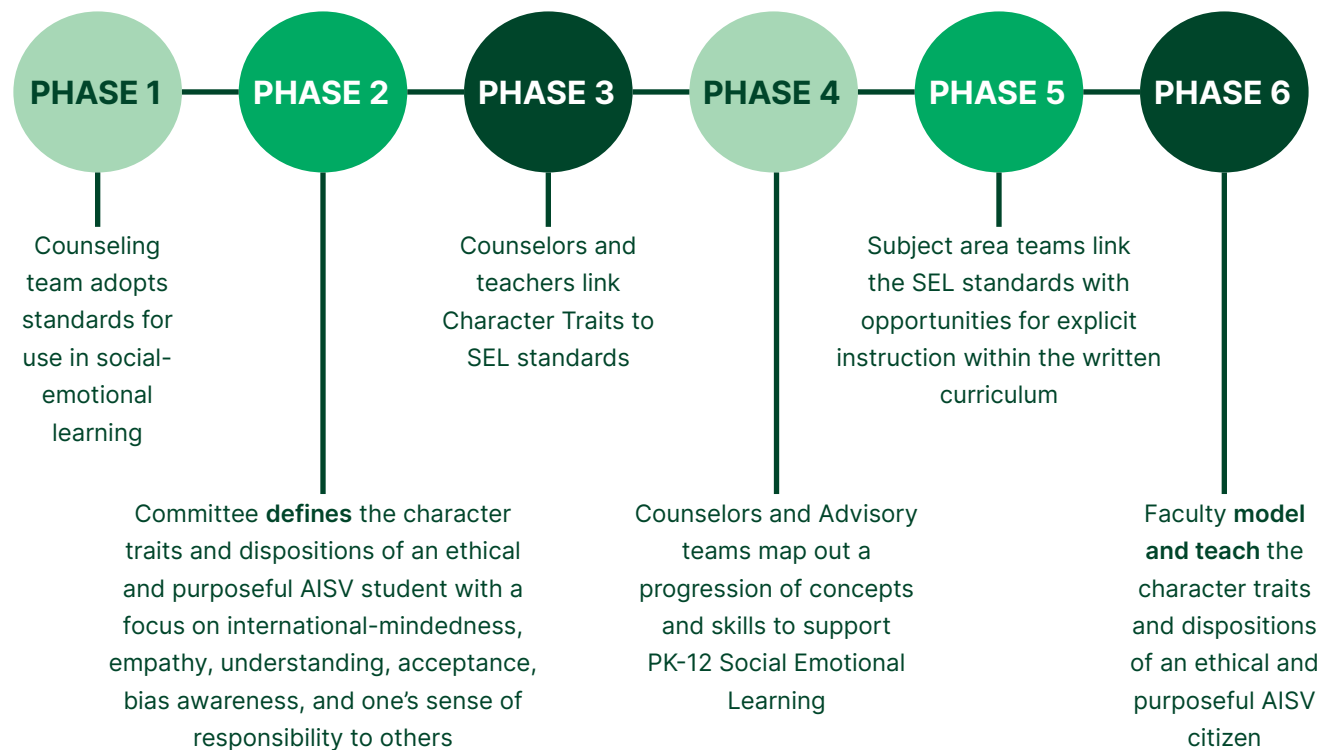 PHASE 1
PHASE 2
PHASE 3
PHASE 4
PHASE 5
PHASE 6
Counseling
team adopts
standards for
use in social-
emotional
learning
Committee defines the character
traits and dispositions of an ethical
and purposeful AISV student with a
focus on international-mindedness,
empathy, understanding, acceptance,
bias awareness, and one’s sense of
responsibility to others
Counselors and
teachers link
Character Traits to
SEL standards
Counselors and Advisory
teams map out a
progression of concepts
and skills to support
PK-12 Social Emotional
Learning
Subject area teams link
the SEL standards with
opportunities for explicit
instruction within the written
curriculum
Faculty model
and teach the
character traits
and dispositions
of an ethical and
purposeful AISV
citizen